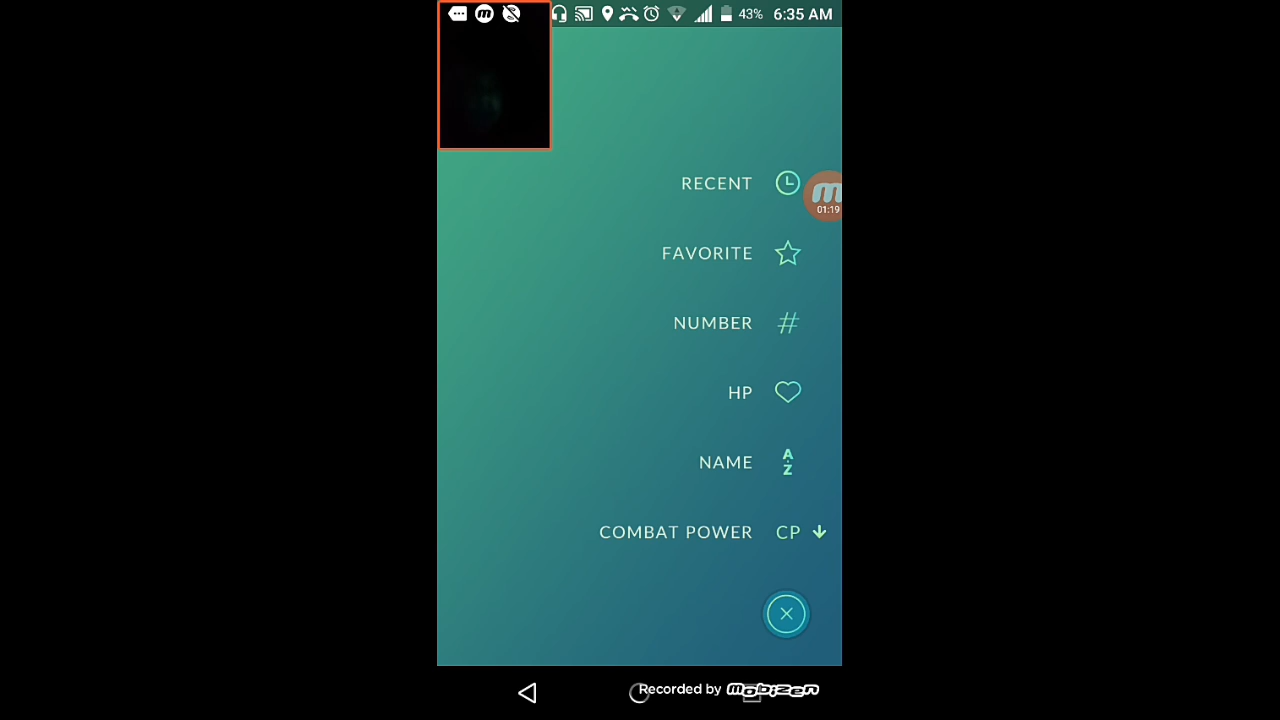 43% 6:35 AM
RECENT
01:19
FAVORITE
NUMBER #
HP
NAME A-Z
COMBAT POWER CP
Recorded by mobizen